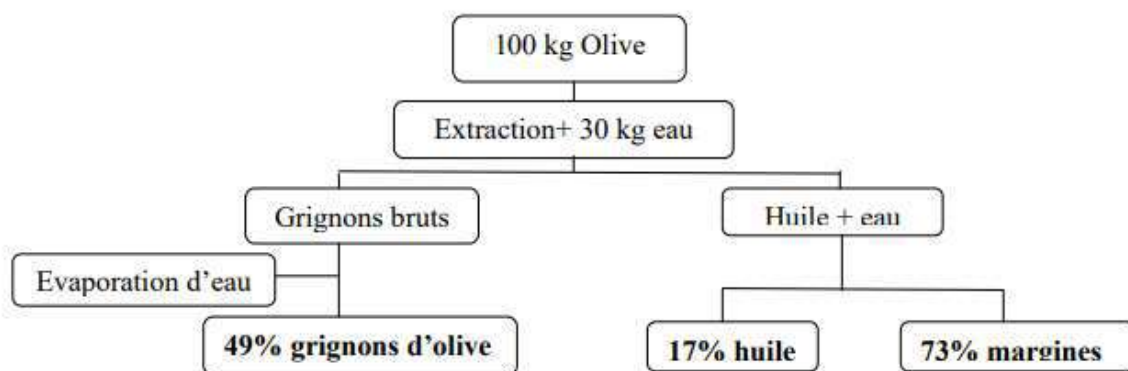 100 kg Olive
Extraction+ 30 kg eau
Grignons bruts
Huile + eau
Evaporation d’eau
49% grignons d’olive
17% huile
73% margines